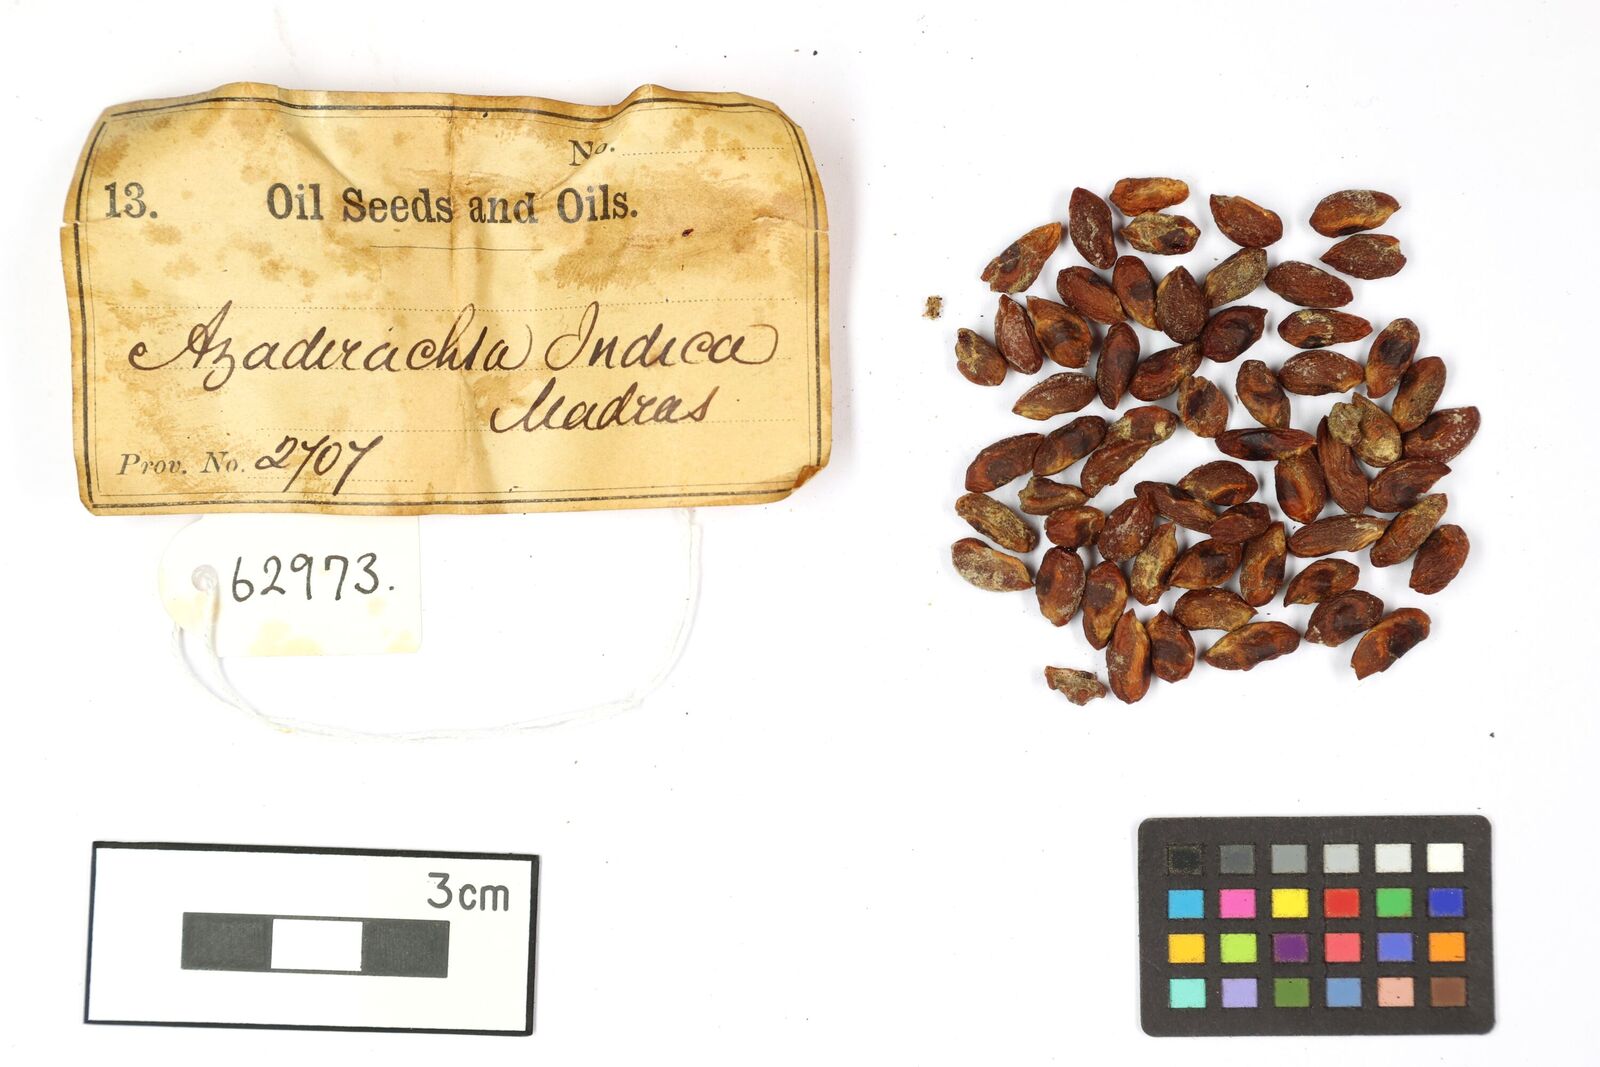 No.
13. Oil Seeds and Oils.
Azadirachta Indica
Madras
Prov. No. 2707
62973.
3cm